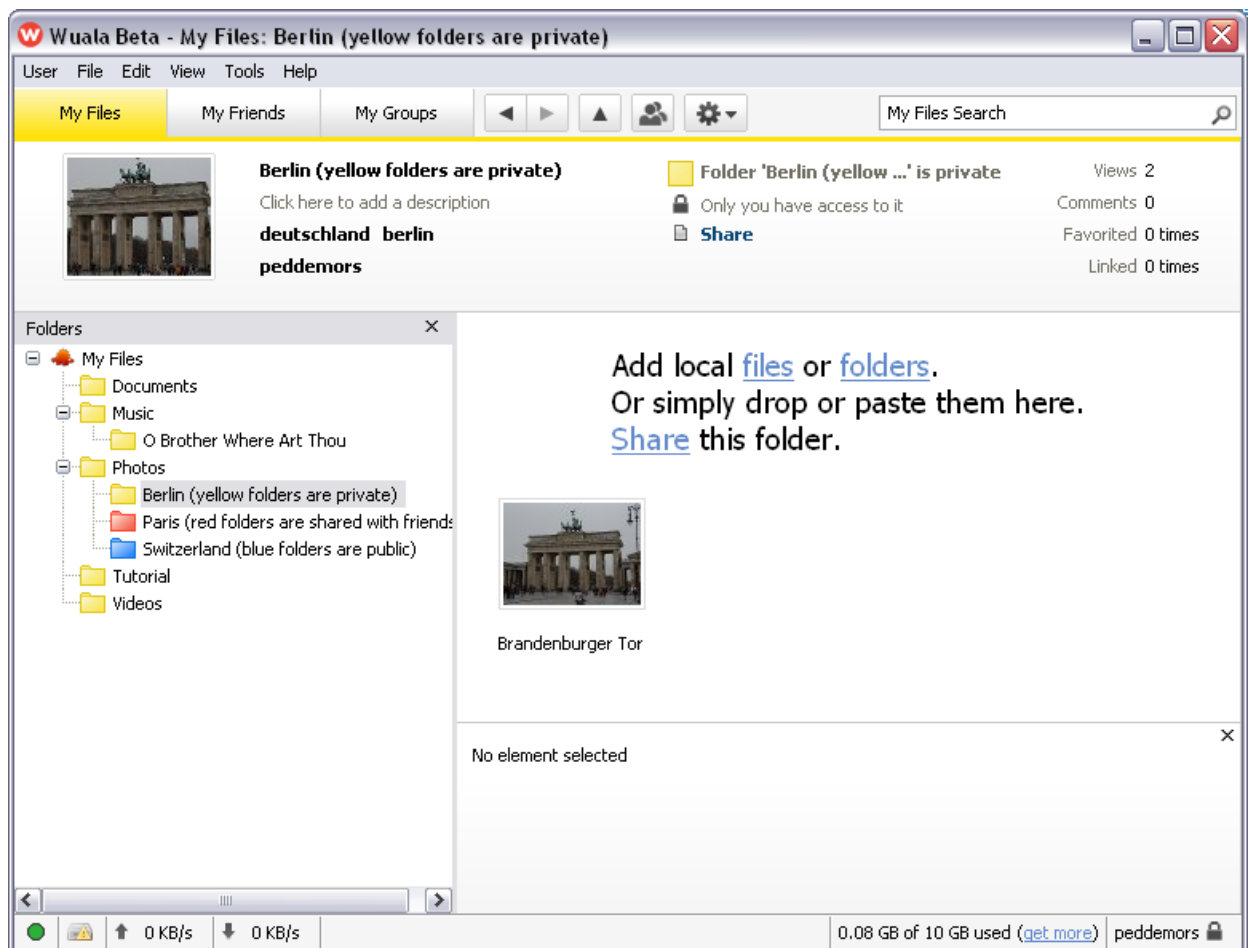 Wuala Beta - My Files: Berlin (yellow folders are private)
User File Edit View Tools Help
My Files My Friends My Groups My Files Search
Berlin (yellow folders are private)
Click here to add a description
deutschland berlin
peddemors
Folder 'Berlin (yellow ...' is private
Only you have access to it
Share
Views 2
Comments 0
Favorited 0 times
Linked 0 times
Folders
My Files
Documents
Music
O Brother Where Art Thou
Photos
Berlin (yellow folders are private)
Paris (red folders are shared with friends
Switzerland (blue folders are public)
Tutorial
Videos
Add local files or folders.
Or simply drop or paste them here.
Share this folder.
Brandenburger Tor
No element selected
0 KB/s 0 KB/s 0.08 GB of 10 GB used (get more) peddemors